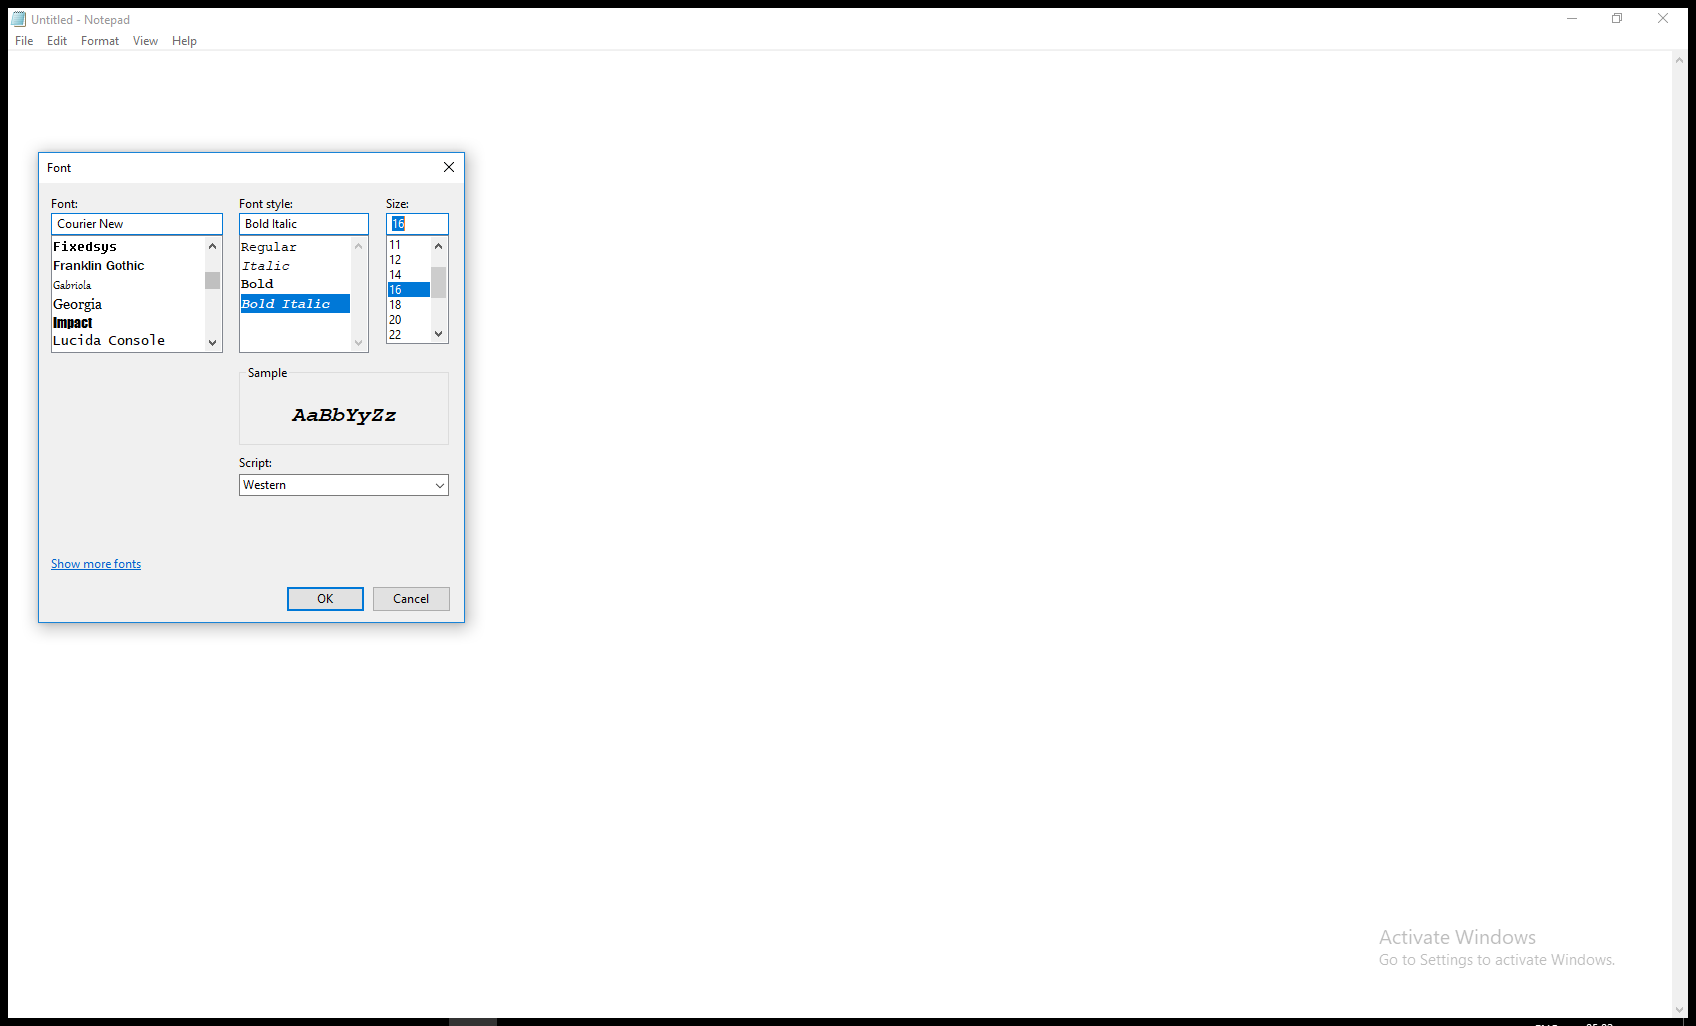 Untitled - Notepad
File Edit Format View Help
Font
Font: Font style: Size:
Courier New Bold Italic 16
Fixedsys
Franklin Gothic
Gabriola
Georgia
Impact
Lucida Console
Regular
Italic
Bold
Bold Italic
11
12
14
16
18
20
22
Sample
AaBbYyZz
Script:
Western
Show more fonts
OK Cancel
Activate Windows
Go to Settings to activate Windows.